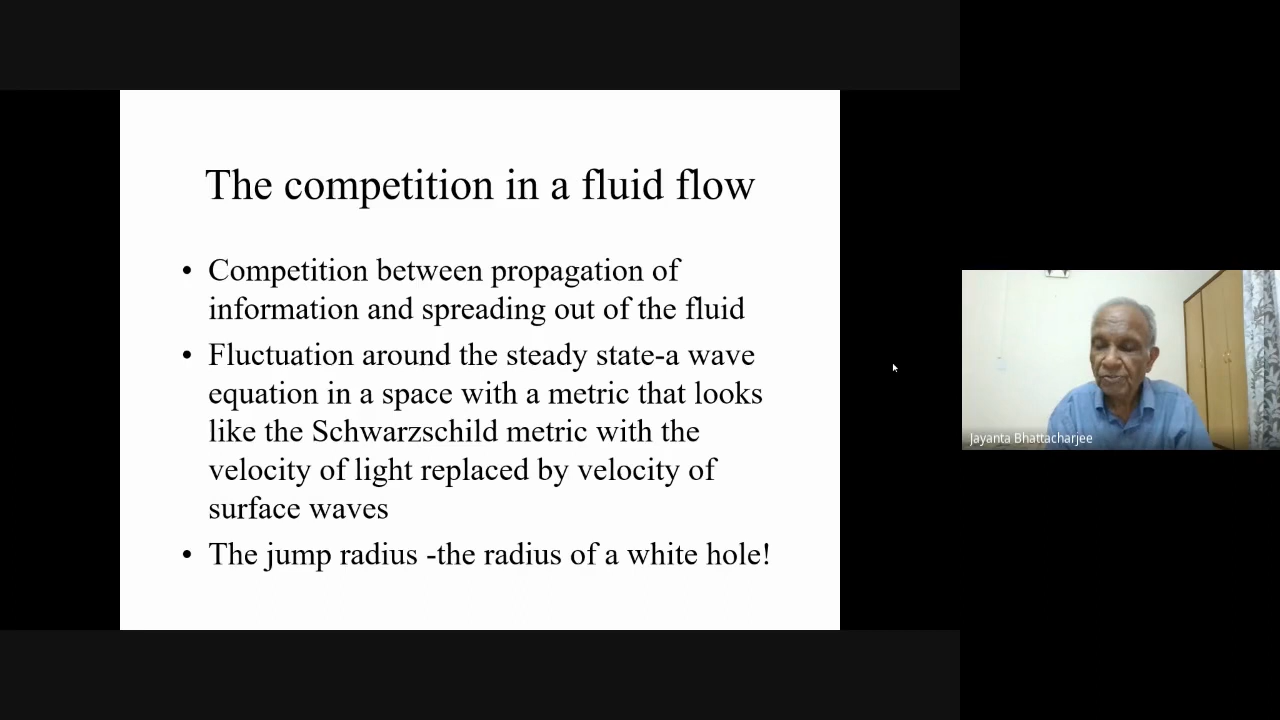 The competition in a fluid flow
• Competition between propagation of
information and spreading out of the fluid
• Fluctuation around the steady state-a wave
equation in a space with a metric that looks
like the Schwarzschild metric with the
velocity of light replaced by velocity of
surface waves
• The jump radius -the radius of a white hole!
Jayanta Bhattacharjee